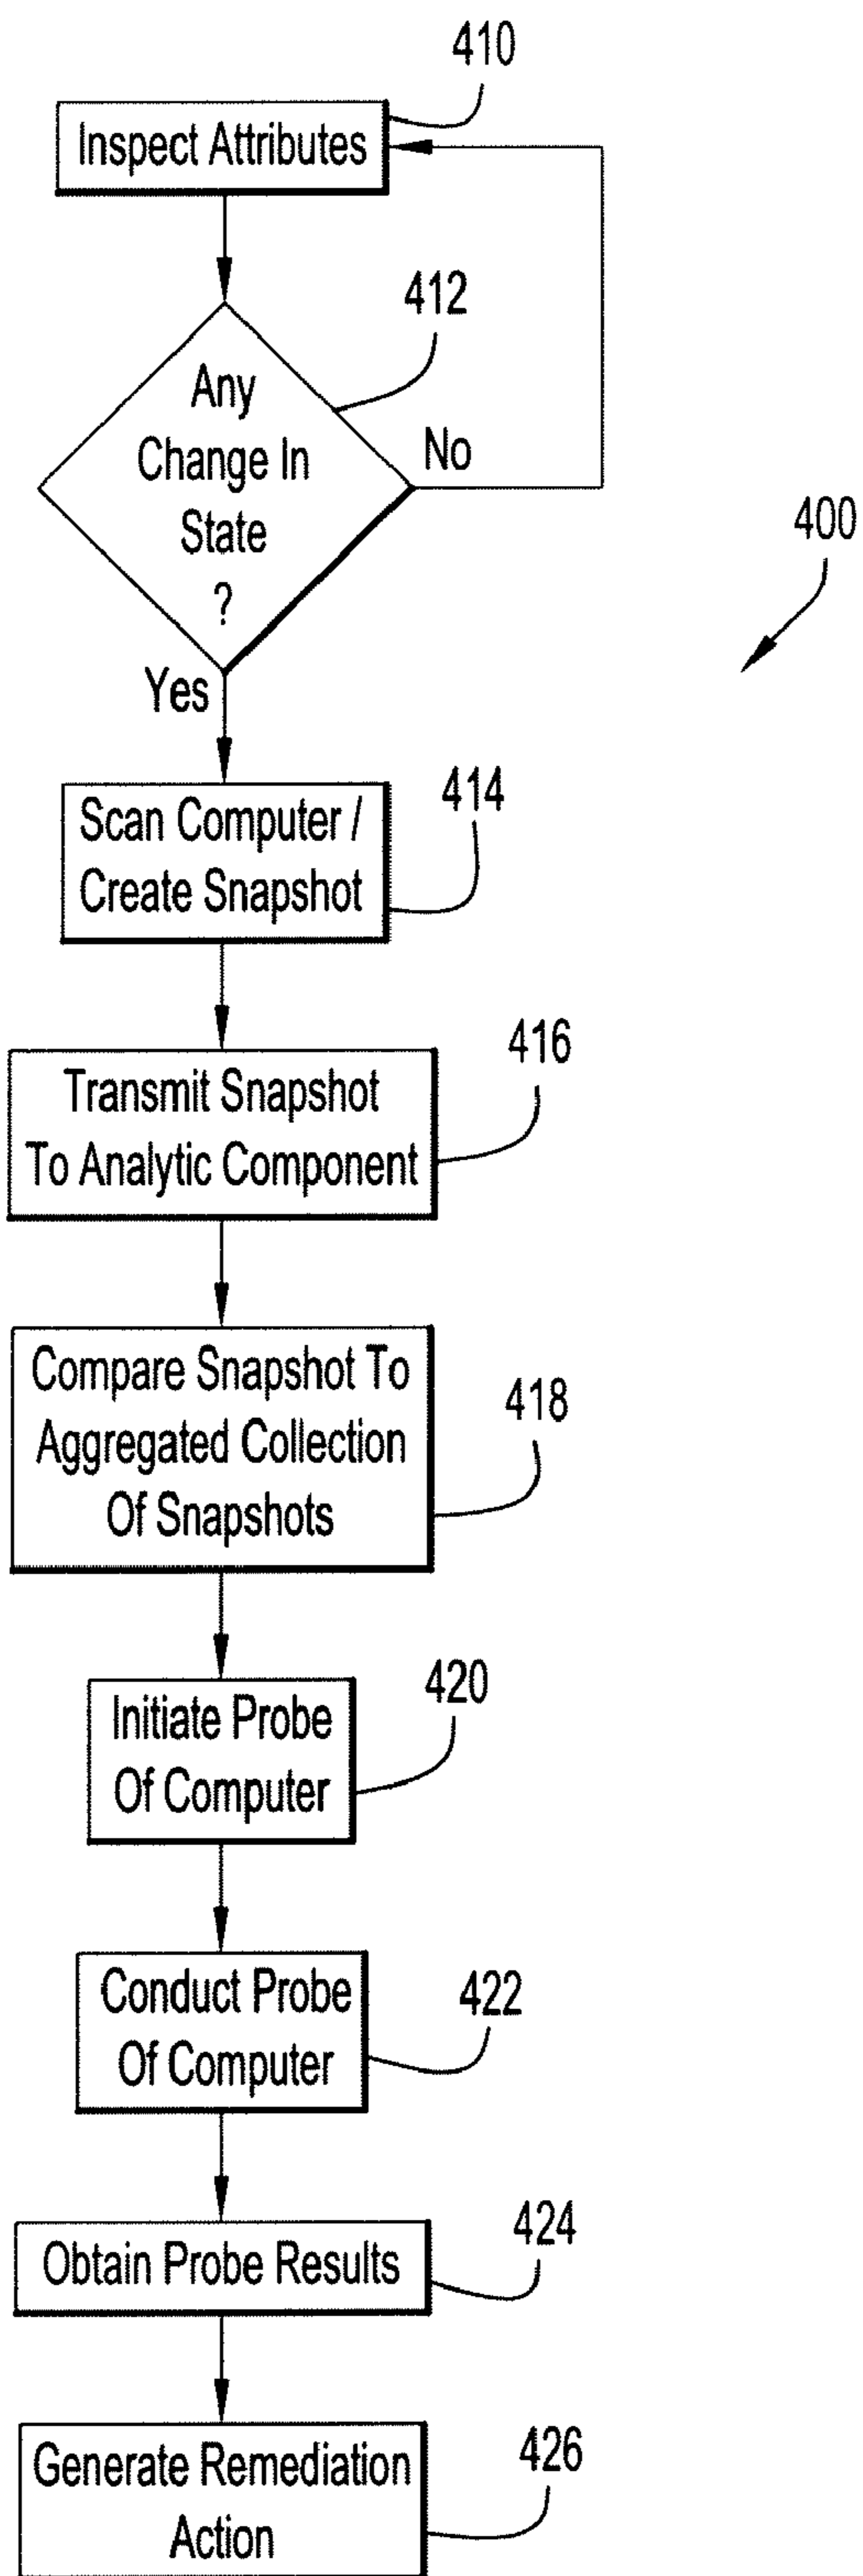 410
Inspect Attributes
412
Any
Change In
State
?
No
400
Yes
414
Scan Computer /
Create Snapshot
416
Transmit Snapshot
To Analytic Component
418
Compare Snapshot To
Aggregated Collection
Of Snapshots
420
Initiate Probe
Of Computer
422
Conduct Probe
Of Computer
424
Obtain Probe Results
426
Generate Remediation
Action